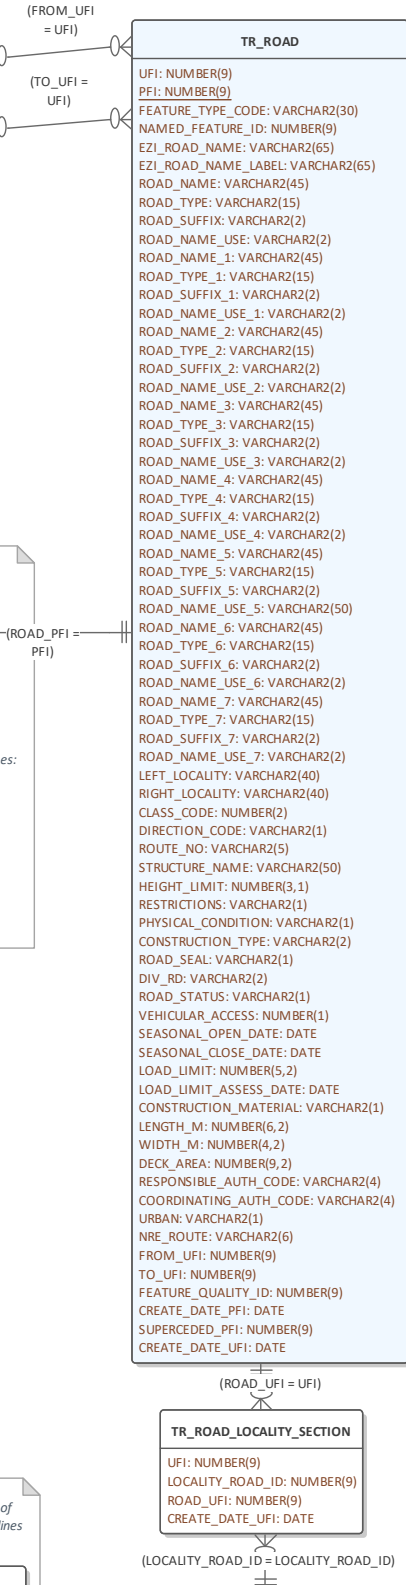 (FROM_UFI
= UFI)
(TO_UFI =
UFI)
TR_ROAD
UFI: NUMBER(9)
PFI: NUMBER(9)
FEATURE_TYPE_CODE: VARCHAR2(30)
NAMED_FEATURE_ID: NUMBER(9)
EZI_ROAD_NAME: VARCHAR2(65)
EZI_ROAD_NAME_LABEL: VARCHAR2(65)
ROAD_NAME: VARCHAR2(45)
ROAD_TYPE: VARCHAR2(15)
ROAD_SUFFIX: VARCHAR2(2)
ROAD_NAME_USE: VARCHAR2(2)
ROAD_NAME_1: VARCHAR2(45)
ROAD_TYPE_1: VARCHAR2(15)
ROAD_SUFFIX_1: VARCHAR2(2)
ROAD_NAME_USE_1: VARCHAR2(2)
ROAD_NAME_2: VARCHAR2(45)
ROAD_TYPE_2: VARCHAR2(15)
ROAD_SUFFIX_2: VARCHAR2(2)
ROAD_NAME_USE_2: VARCHAR2(2)
ROAD_NAME_3: VARCHAR2(45)
ROAD_TYPE_3: VARCHAR2(15)
ROAD_SUFFIX_3: VARCHAR2(2)
ROAD_NAME_USE_3: VARCHAR2(2)
ROAD_NAME_4: VARCHAR2(45)
ROAD_TYPE_4: VARCHAR2(15)
ROAD_SUFFIX_4: VARCHAR2(2)
ROAD_NAME_USE_4: VARCHAR2(2)
ROAD_NAME_5: VARCHAR2(45)
ROAD_TYPE_5: VARCHAR2(15)
ROAD_SUFFIX_5: VARCHAR2(2)
ROAD_NAME_USE_5: VARCHAR2(50)
ROAD_NAME_6: VARCHAR2(45)
ROAD_TYPE_6: VARCHAR2(15)
ROAD_SUFFIX_6: VARCHAR2(2)
ROAD_NAME_USE_6: VARCHAR2(2)
ROAD_NAME_7: VARCHAR2(45)
ROAD_TYPE_7: VARCHAR2(15)
ROAD_SUFFIX_7: VARCHAR2(2)
ROAD_NAME_USE_7: VARCHAR2(2)
LEFT_LOCALITY: VARCHAR2(40)
RIGHT_LOCALITY: VARCHAR2(40)
CLASS_CODE: NUMBER(2)
DIRECTION_CODE: VARCHAR2(1)
ROUTE_NO: VARCHAR2(5)
STRUCTURE_NAME: VARCHAR2(50)
HEIGHT_LIMIT: NUMBER(3,1)
RESTRICTIONS: VARCHAR2(1)
PHYSICAL_CONDITION: VARCHAR2(1)
CONSTRUCTION_TYPE: VARCHAR2(2)
ROAD_SEAL: VARCHAR2(1)
DIV_RD: VARCHAR2(2)
ROAD_STATUS: VARCHAR2(1)
VEHICULAR_ACCESS: NUMBER(1)
SEASONAL_OPEN_DATE: DATE
SEASONAL_CLOSE_DATE: DATE
LOAD_LIMIT: NUMBER(5,2)
LOAD_LIMIT_ASSESS_DATE: DATE
CONSTRUCTION_MATERIAL: VARCHAR2(1)
LENGTH_M: NUMBER(6,2)
WIDTH_M: NUMBER(4,2)
DECK_AREA: NUMBER(9,2)
RESPONSIBLE_AUTH_CODE: VARCHAR2(4)
COORDINATING_AUTH_CODE: VARCHAR2(4)
URBAN: VARCHAR2(1)
NRE_ROUTE: VARCHAR2(6)
FROM_UFI: NUMBER(9)
TO_UFI: NUMBER(9)
FEATURE_QUALITY_ID: NUMBER(9)
CREATE_DATE_PFI: DATE
SUPERCEDED_PFI: NUMBER(9)
CREATE_DATE_UFI: DATE
(ROAD_PFI =
PFI)
es:
(ROAD_UFI = UFI)
TR_ROAD_LOCALITY_SECTION
UFI: NUMBER(9)
LOCALITY_ROAD_ID: NUMBER(9)
ROAD_UFI: NUMBER(9)
CREATE_DATE_UFI: DATE
of
lines
(LOCALITY_ROAD_ID = LOCALITY_ROAD_ID)